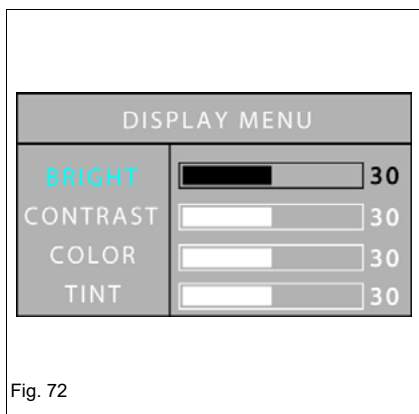 DISPLAY MENU
BRIGHT 30
CONTRAST 30
COLOR 30
TINT 30
Fig. 72